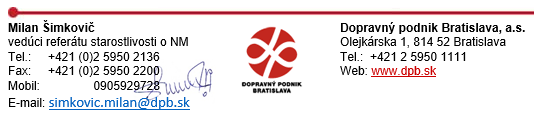 Milan Šimkovič
vedúci referátu starostlivosti o NM
Tel.: +421 (0)2 5950 2136
Fax: +421 (0)2 5950 2200
Mobil: 0905929728
E-mail: simkovic.milan@dpb.sk
DOPRAVNÝ PODNIK
BRATISLAVA
Dopravný podnik Bratislava, a.s.
Olejkárska 1, 814 52 Bratislava
Tel.: +421 2 5950 1111
Web: www.dpb.sk